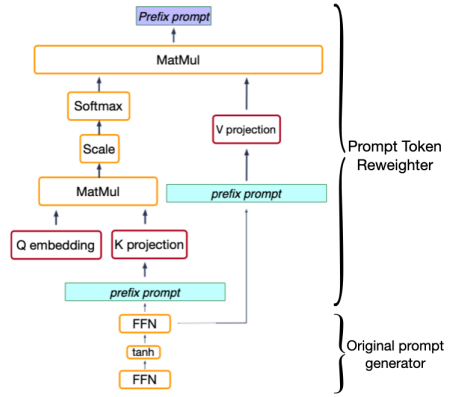 Prefix prompt
MatMul
Softmax
V projection
Scale
Prompt Token
Reweighter
MatMul
prefix prompt
Q embedding
K projection
prefix prompt
FFN
Original prompt
generator
tanh
FFN